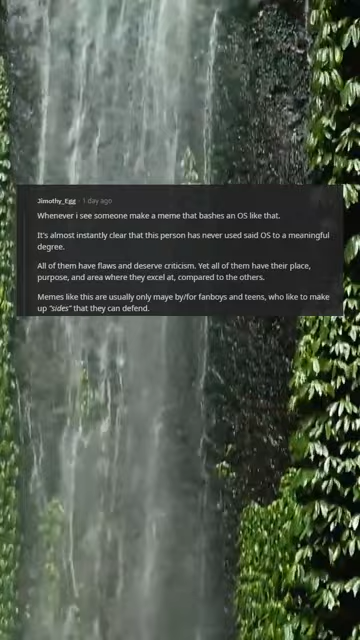 Jimothy_Egg · 1 day ago
Whenever i see someone make a meme that bashes an OS like that.
It's almost instantly clear that this person has never used said OS to a meaningful
degree.
All of them have flaws and deserve criticism. Yet all of them have their place,
purpose, and area where they excel at, compared to the others.
Memes like this are usually only maye by/for fanboys and teens, who like to make
up "sides" that they can defend.